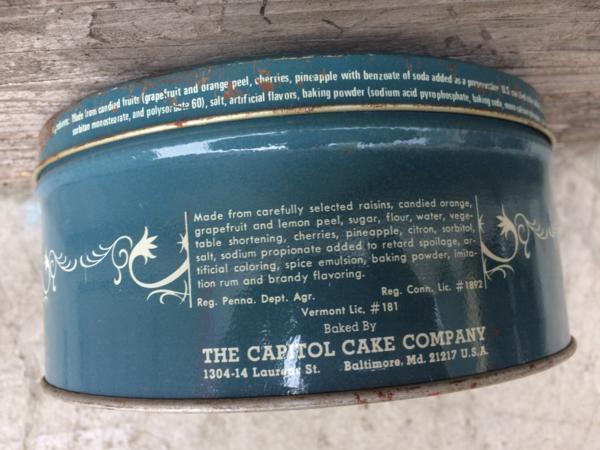 Made from candied fruits (grapefruit and orange peel, cherries, pineapple with benzoate of soda added as a preservative
sorbitan monostearate, and polysorbate 60), salt, artificial flavors, baking powder (sodium acid pyrophosphate, baking soda,
Made from carefully selected raisins, candied orange,
grapefruit and lemon peel, sugar, flour, water, vege-
table shortening, cherries, pineapple, citron, sorbitol,
salt, sodium propionate added to retard spoilage, ar-
tificial coloring, spice emulsion, baking powder, imita-
tion rum and brandy flavoring.
Reg. Penna. Dept. Agr. Reg. Conn. Lic. #1892
Vermont Lic. #181
Baked By
THE CAPITOL CAKE COMPANY
1304-14 Laurens St. Baltimore, Md. 21217 U.S.A.